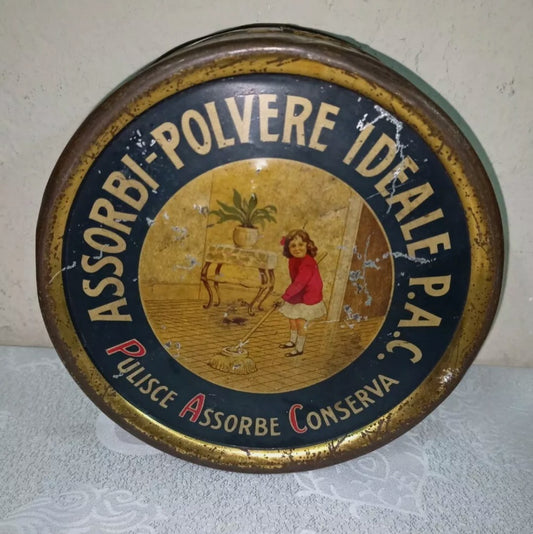 ASSORBI-POLVERE IDEALE P.A.C.
PULISCE ASSORBE CONSERVA